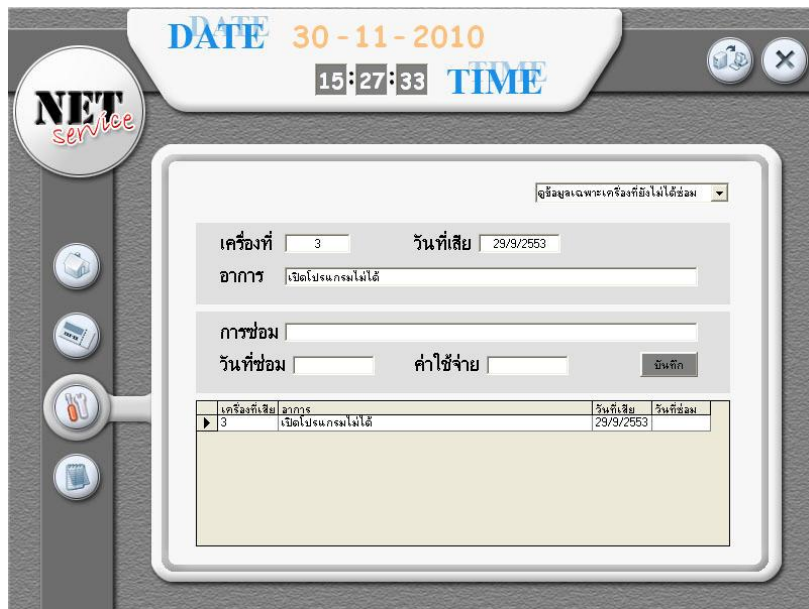 DATE 30-11-2010
15:27:33 TIME
NET
service
ดูข้อมูลเฉพาะเครื่องที่ยังไม่ได้ซ่อม
เครื่องที่ 3 วันที่เสีย 29/9/2553
อาการ เปิดโปรแกรมไม่ได้
การซ่อม
วันที่ซ่อม ค่าใช้จ่าย บันทึก
เครื่องที่เสีย อาการ วันที่เสีย วันที่ซ่อม
3 เปิดโปรแกรมไม่ได้ 29/9/2553